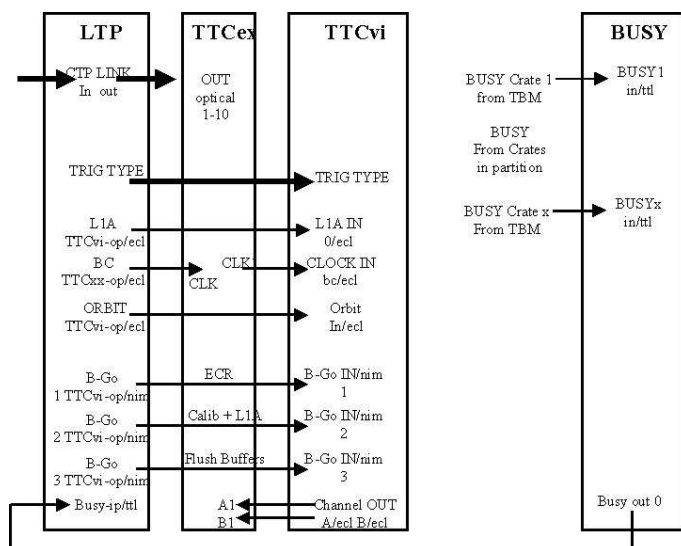 LTP TTCex TTCvi BUSY
CTP LINK
In out
OUT
optical
1-10
BUSY Crate 1
from TBM
BUSY1
in/ttl
BUSY
From Crates
in partition
TRIG TYPE TRIG TYPE
BUSY Crate x
From TBM
BUSYx
in/ttl
L1A
TTCvi-op/ecl
L1A IN
0/ecl
BC
TTCxx-op/ecl
CLK
CLK1
CLOCK IN
bc/ecl
ORBIT
TTCvi-op/ecl
Orbit
In/ecl
B-Go
1 TTCvi-op/nim
ECR
B-Go IN/nim
1
B-Go
2 TTCvi-op/nim
Calib + L1A
B-Go IN/nim
2
B-Go
3 TTCvi-op/nim
Flush Buffers
B-Go IN/nim
3
Busy-ip/ttl
A1
B1
Channel OUT
A/ecl B/ecl
Busy out 0